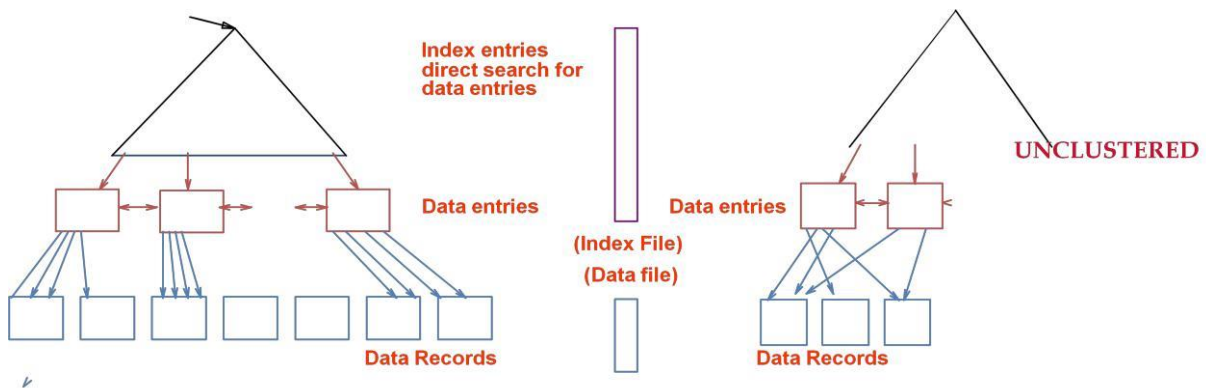 Index entries
direct search for
data entries
UNCLUSTERED
Data entries
Data entries
(Index File)
(Data file)
Data Records
Data Records